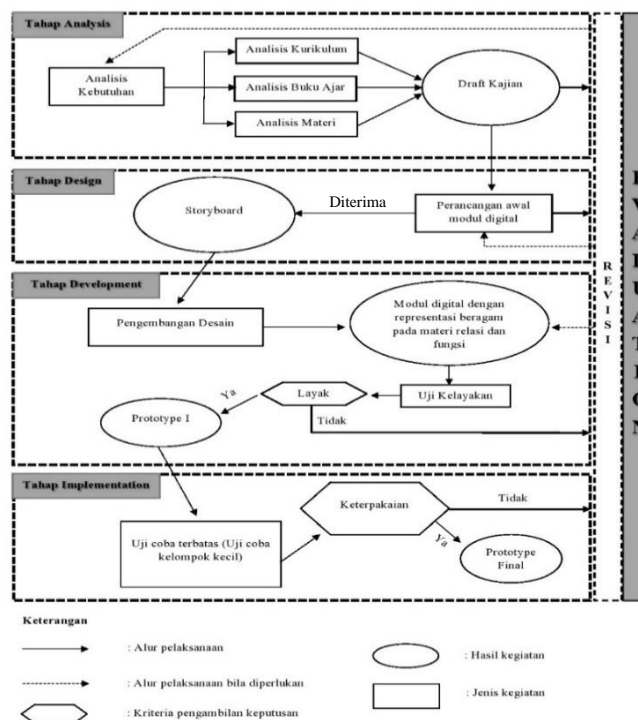 Tahap Analysis
Analisis
Kebutuhan
Analisis Kurikulum
Analisis Buku Ajar
Analisis Materi
Draft Kajian
Tahap Design
Storyboard
Diterima
Perancangan awal
modul digital
Tahap Development
Pengembangan Desain
Modul digital dengan
representasi beragam
pada materi relasi dan
fungsi
Uji Kelayakan
Layak
Ya
Tidak
Prototype I
Tahap Implementation
Uji coba terbatas (Uji coba
kelompok kecil)
Keterpakaian
Tidak
Ya
Prototype
Final
R
E
V
I
S
I
E
V
A
L
U
A
T
I
O
N
Keterangan
: Alur pelaksanaan
: Alur pelaksanaan bila diperlukan
: Kriteria pengambilan keputusan
: Hasil kegiatan
: Jenis kegiatan